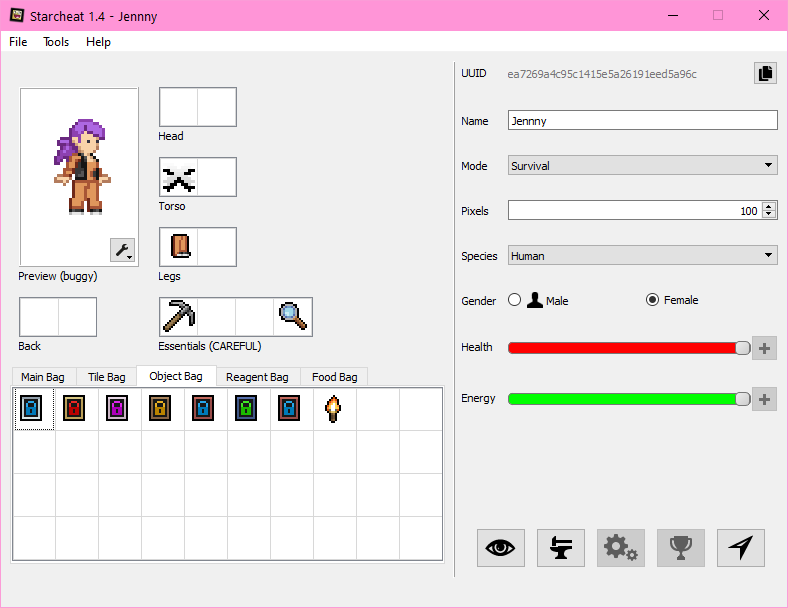 Starcheat 1.4 - Jennny
File Tools Help
UUID ea7269a4c95c1415e5a26191eed5a96c
Head
Name Jennny
Mode Survival
Torso
Pixels 100
Species Human
Preview (buggy)
Legs
Gender Male Female
Back
Essentials (CAREFUL)
Health
Main Bag Tile Bag Object Bag Reagent Bag Food Bag
Energy